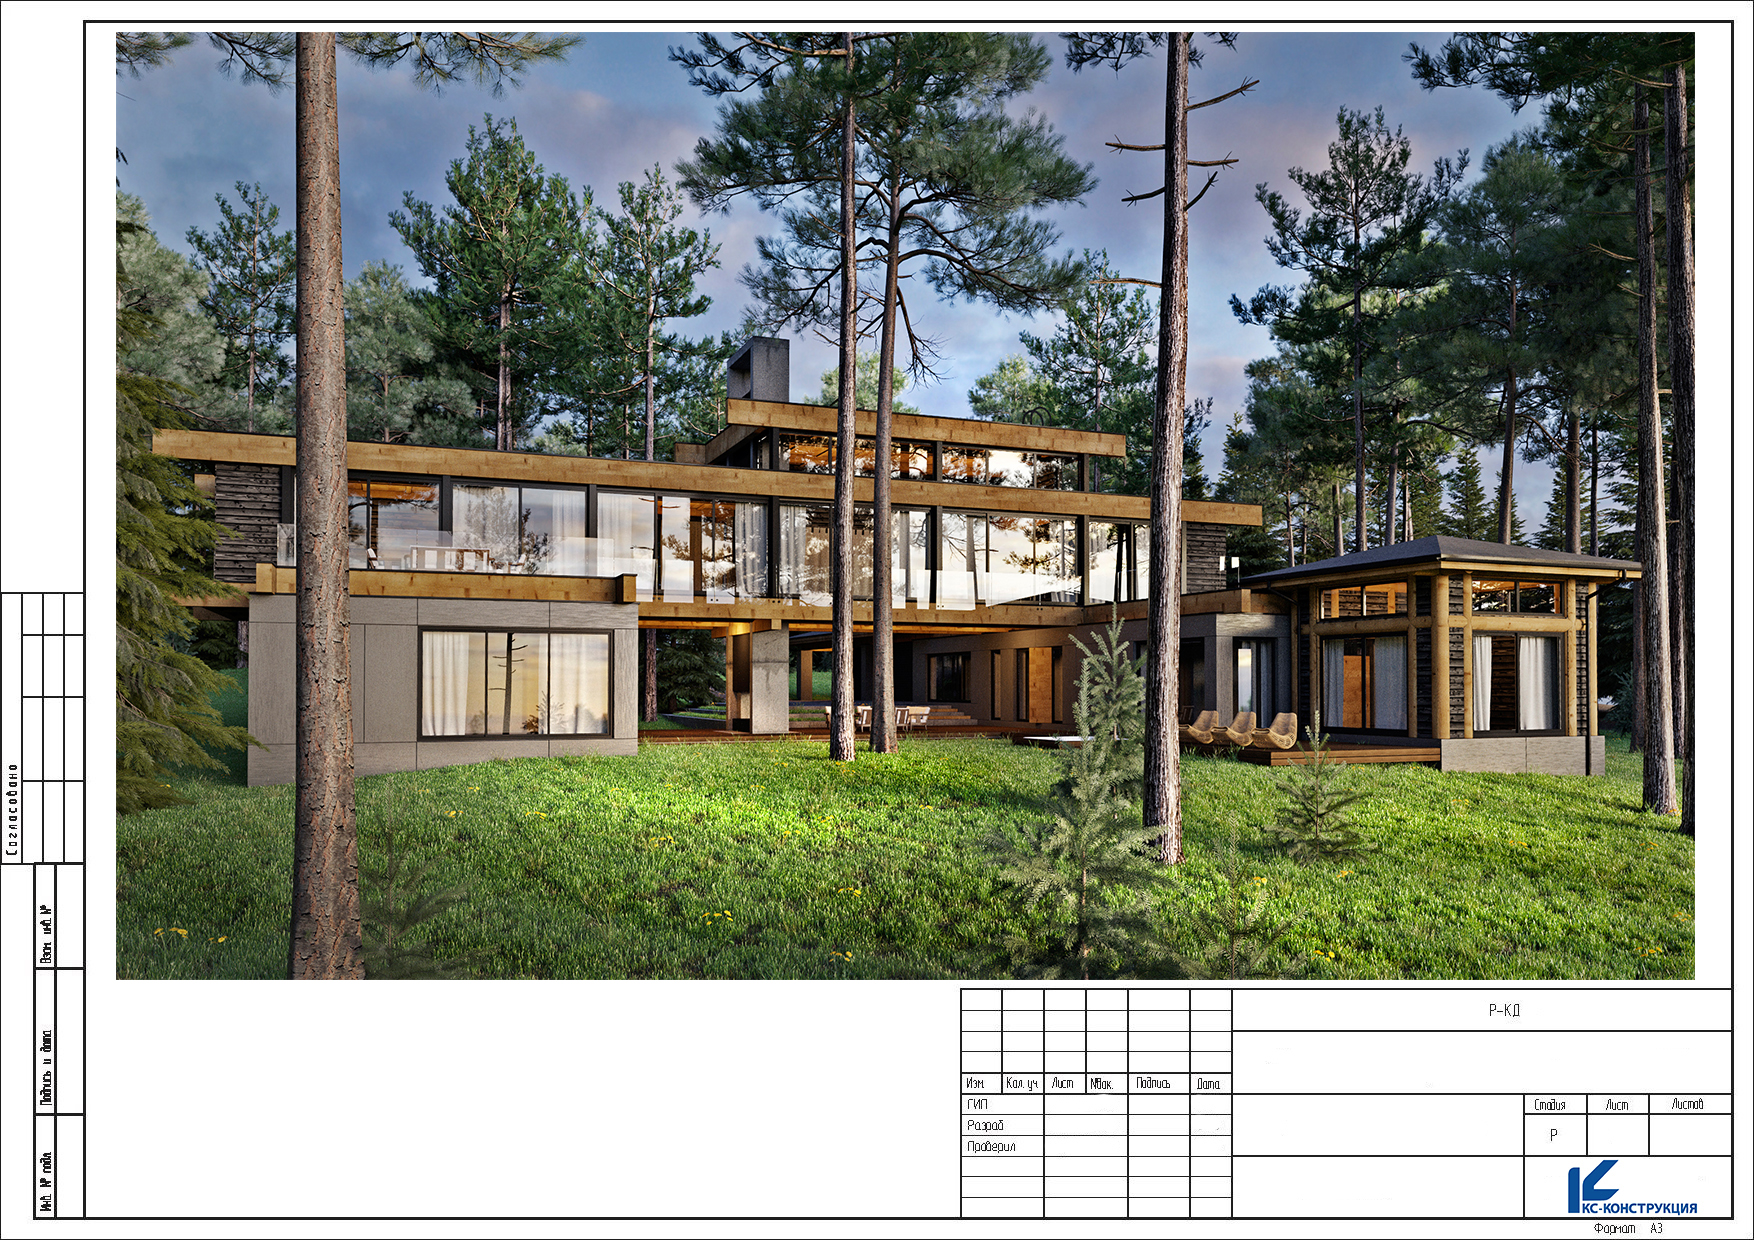 Согласовано
Взам. инв. №
Подпись и дата
Инв. № подл.
Р-КД
Изм. Кол. уч Лист №док. Подпись Дата
ГИП
Разраб
Проверил
Стадия Лист Листов
Р
КС-КОНСТРУКЦИЯ
Формат А3